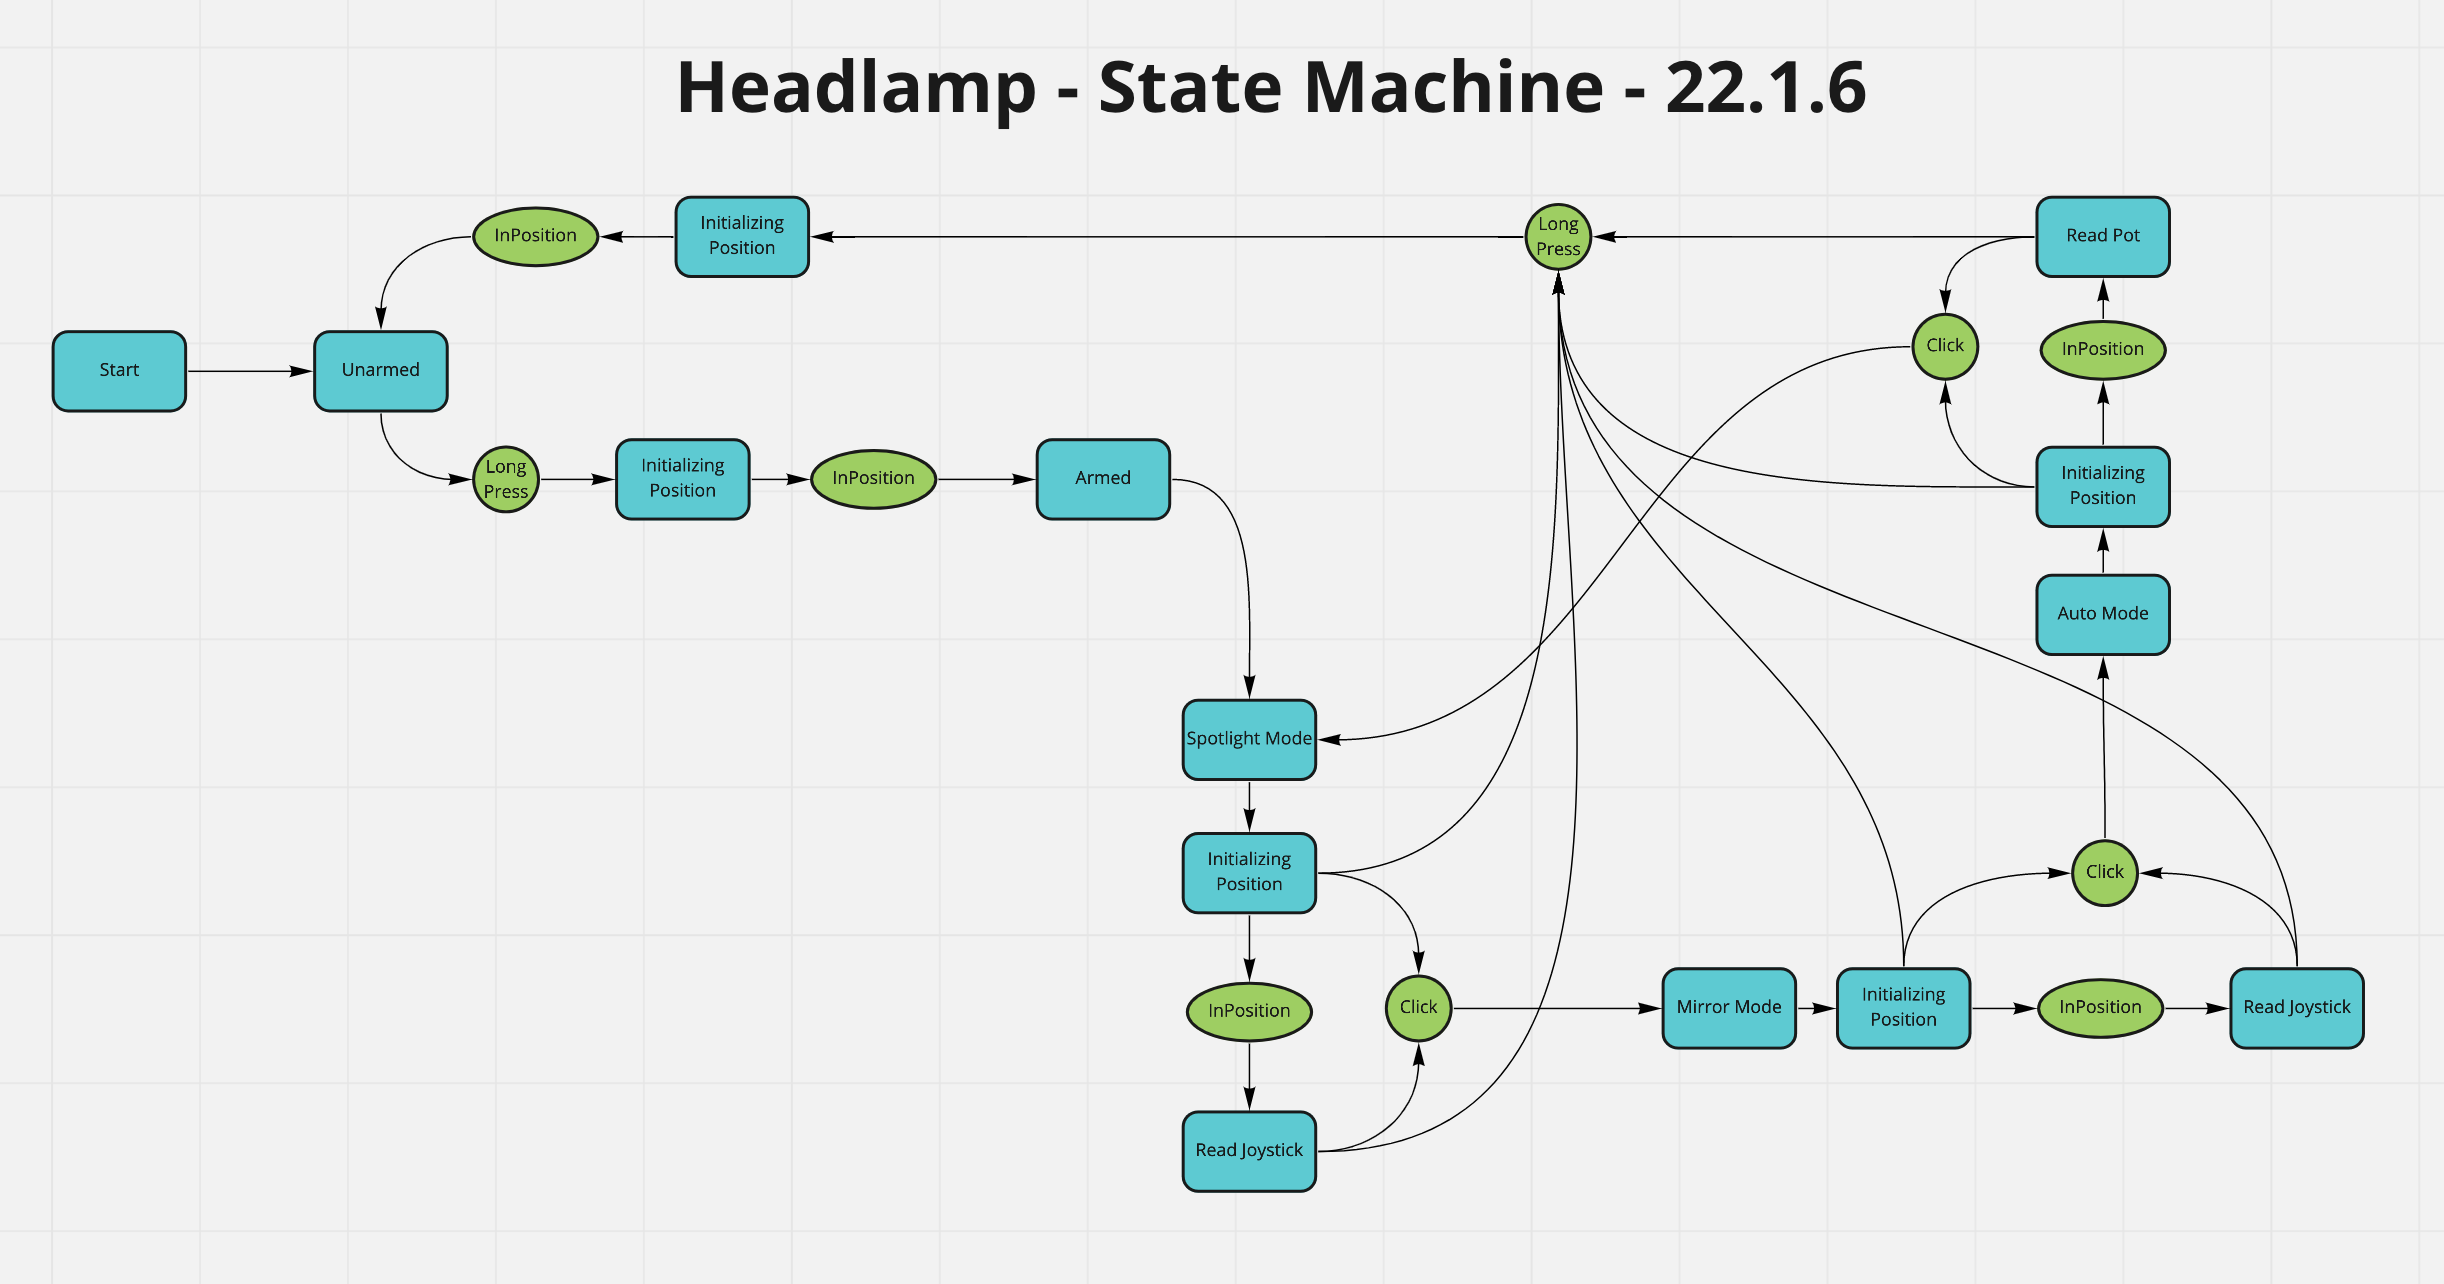 Headlamp - State Machine - 22.1.6
InPosition
Initializing
Position
Long
Press
Read Pot
Start
Unarmed
Click
InPosition
Long
Press
Initializing
Position
InPosition
Armed
Initializing
Position
Auto Mode
Spotlight Mode
Initializing
Position
Click
InPosition
Click
Mirror Mode
Initializing
Position
InPosition
Read Joystick
Read Joystick